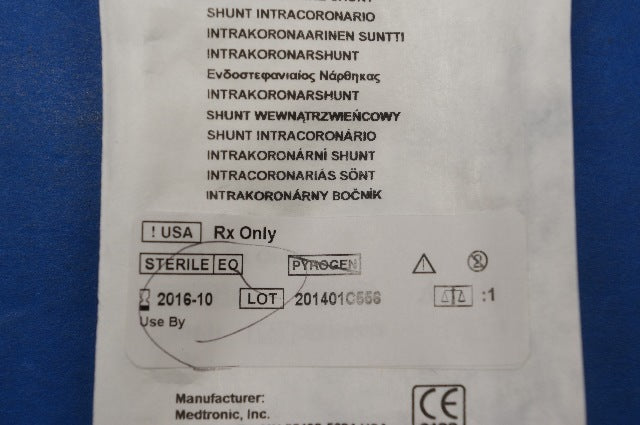 SHUNT INTRACORONARIO
INTRAKORONAARINEN SUNTTI
INTRAKORONARSHUNT
Ενδοστεφανιαίος Νάρθηκας
INTRAKORONARSHUNT
SHUNT WEWNĄTRZWIEŃCOWY
SHUNT INTRACORONÁRIO
INTRAKORONÁRNÍ SHUNT
INTRACORONARIÁS SÖNT
INTRAKORONÁRNY BOČNÍK
! USA Rx Only
STERILE EO PYROGEN
2016-10 LOT :1
Use By
Manufacturer:
Medtronic, Inc.
CE